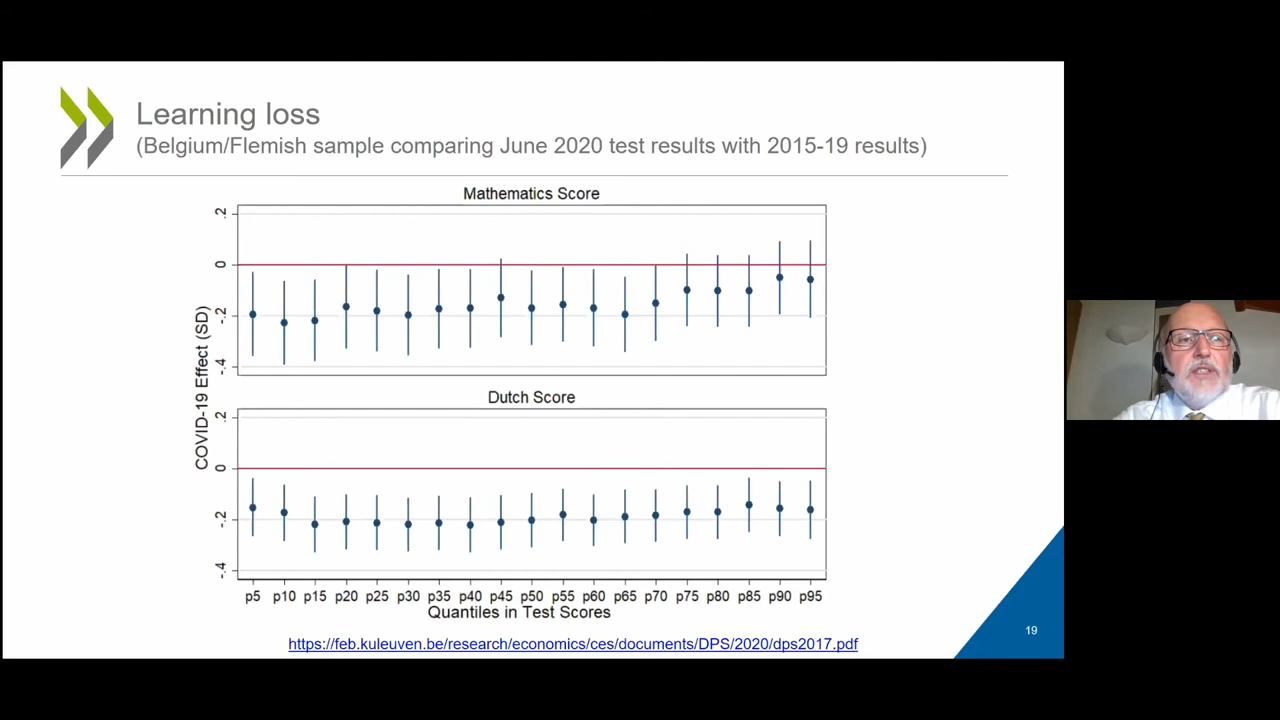 Learning loss
(Belgium/Flemish sample comparing June 2020 test results with 2015-19 results)
Mathematics Score
.2
0
-.2
-.4
COVID-19 Effect (SD)
Dutch Score
.2
0
-.2
-.4
p5 p10 p15 p20 p25 p30 p35 p40 p45 p50 p55 p60 p65 p70 p75 p80 p85 p90 p95
Quantiles in Test Scores
https://feb.kuleuven.be/research/economics/ces/documents/DPS/2020/dps2017.pdf
19